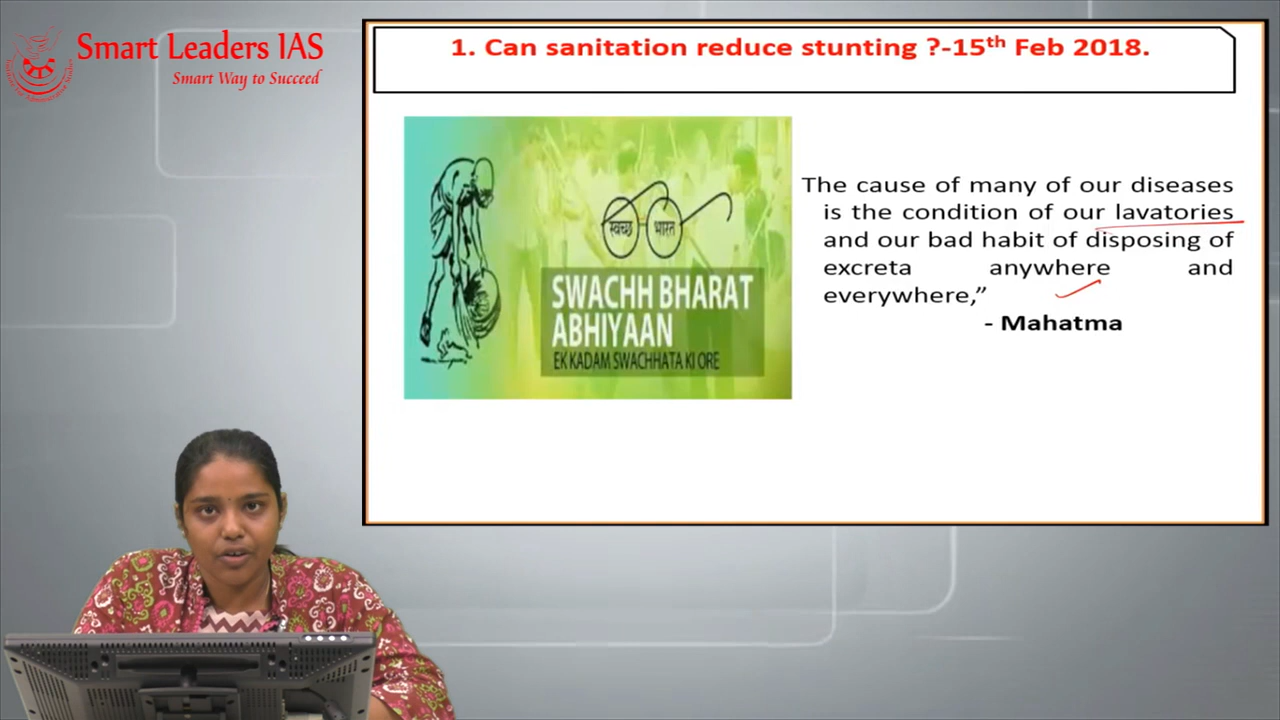 Smart Leaders IAS
Smart Way to Succeed
1. Can sanitation reduce stunting ?-15th Feb 2018.
स्वच्छ भारत
SWACHH BHARAT
ABHIYAAN
EK KADAM SWACHHATA KI ORE
The cause of many of our diseases
is the condition of our lavatories
and our bad habit of disposing of
excreta anywhere and
everywhere,”
- Mahatma